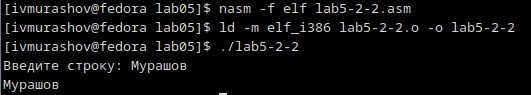 [ivmurashov@fedora lab05]$ nasm -f elf lab5-2-2.asm
[ivmurashov@fedora lab05]$ ld -m elf_i386 lab5-2-2.o -o lab5-2-2
[ivmurashov@fedora lab05]$ ./lab5-2-2
Введите строку: Мурашов
Мурашов